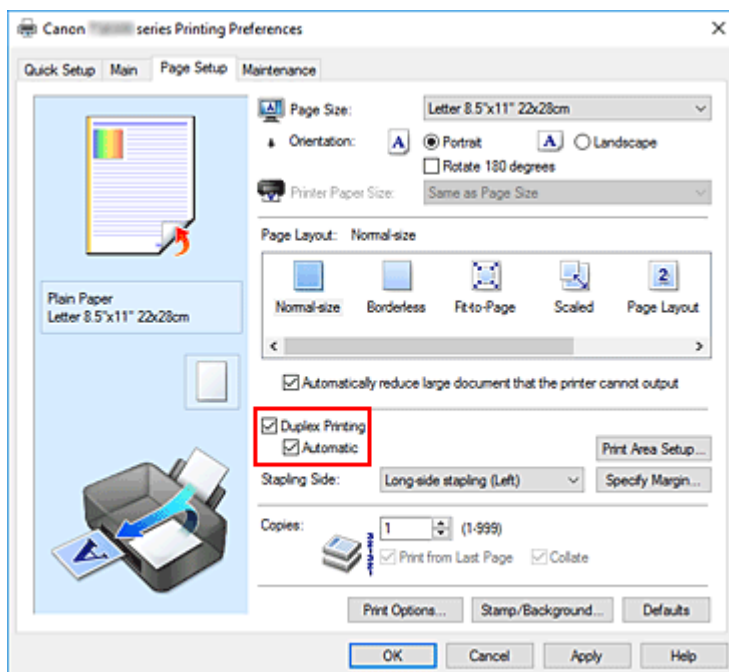 Canon series Printing Preferences
Quick Setup Main Page Setup Maintenance
Page Size: Letter 8.5"x11" 22x28cm
Orientation: A Portrait A Landscape
Rotate 180 degrees
Printer Paper Size: Same as Page Size
Page Layout: Normal-size
2
Normal-size Borderless Fit-to-Page Scaled Page Layout
Plain Paper
Letter 8.5"x11" 22x28cm
Automatically reduce large document that the printer cannot output
Duplex Printing
Automatic
Print Area Setup...
Stapling Side: Long-side stapling (Left) Specify Margin...
Copies: 1 (1-999)
Print from Last Page Collate
A
Print Options... Stamp/Background... Defaults
OK Cancel Apply Help